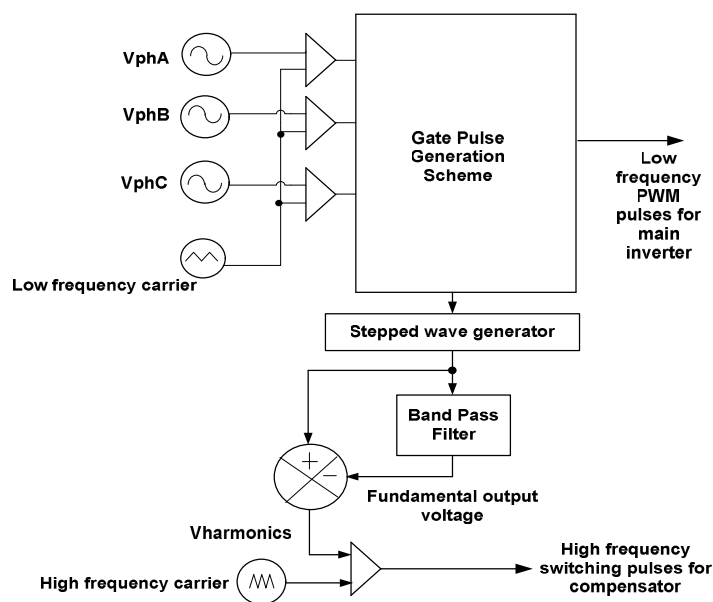 VphA
VphB
VphC
Low frequency carrier
Gate Pulse
Generation
Scheme
Low
frequency
PWM
pulses for
main
inverter
Stepped wave generator
Band Pass
Filter
+
−
Fundamental output
voltage
Vharmonics
High frequency carrier
High frequency
switching pulses for
compensator